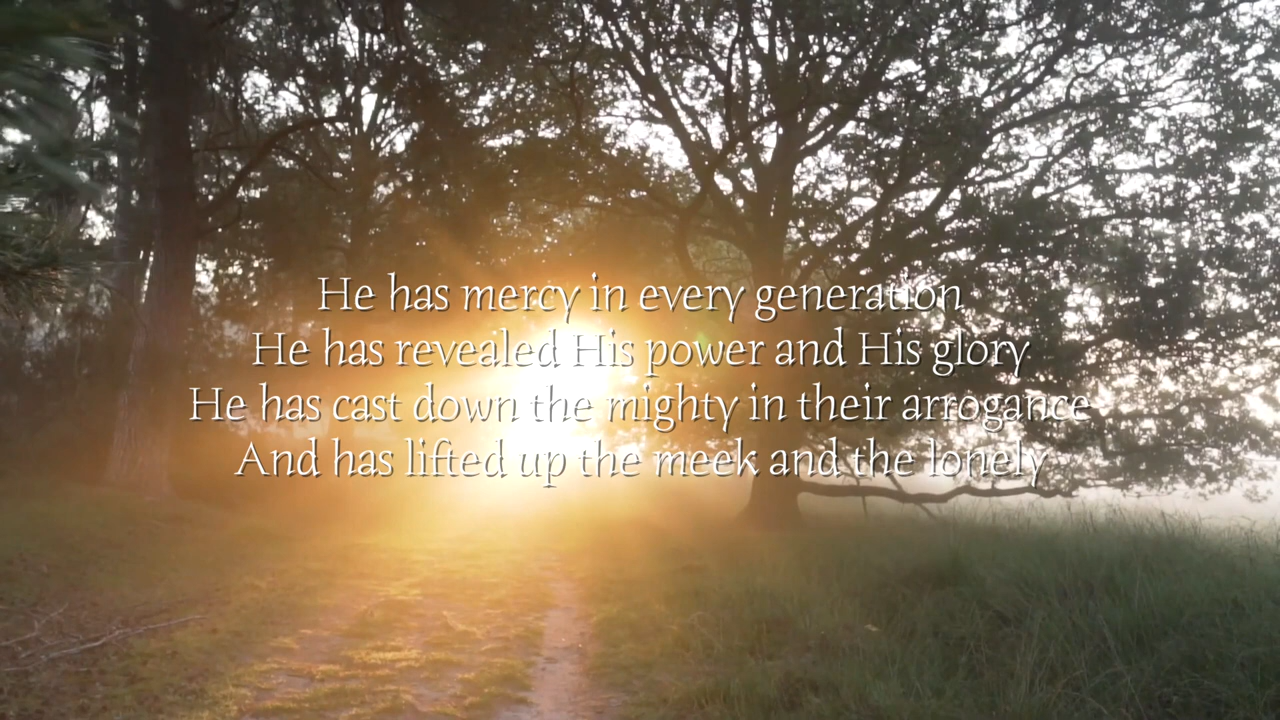 He has mercy in every generation
He has revealed His power and His glory
He has cast down the mighty in their arrogance
And has lifted up the meek and the lonely